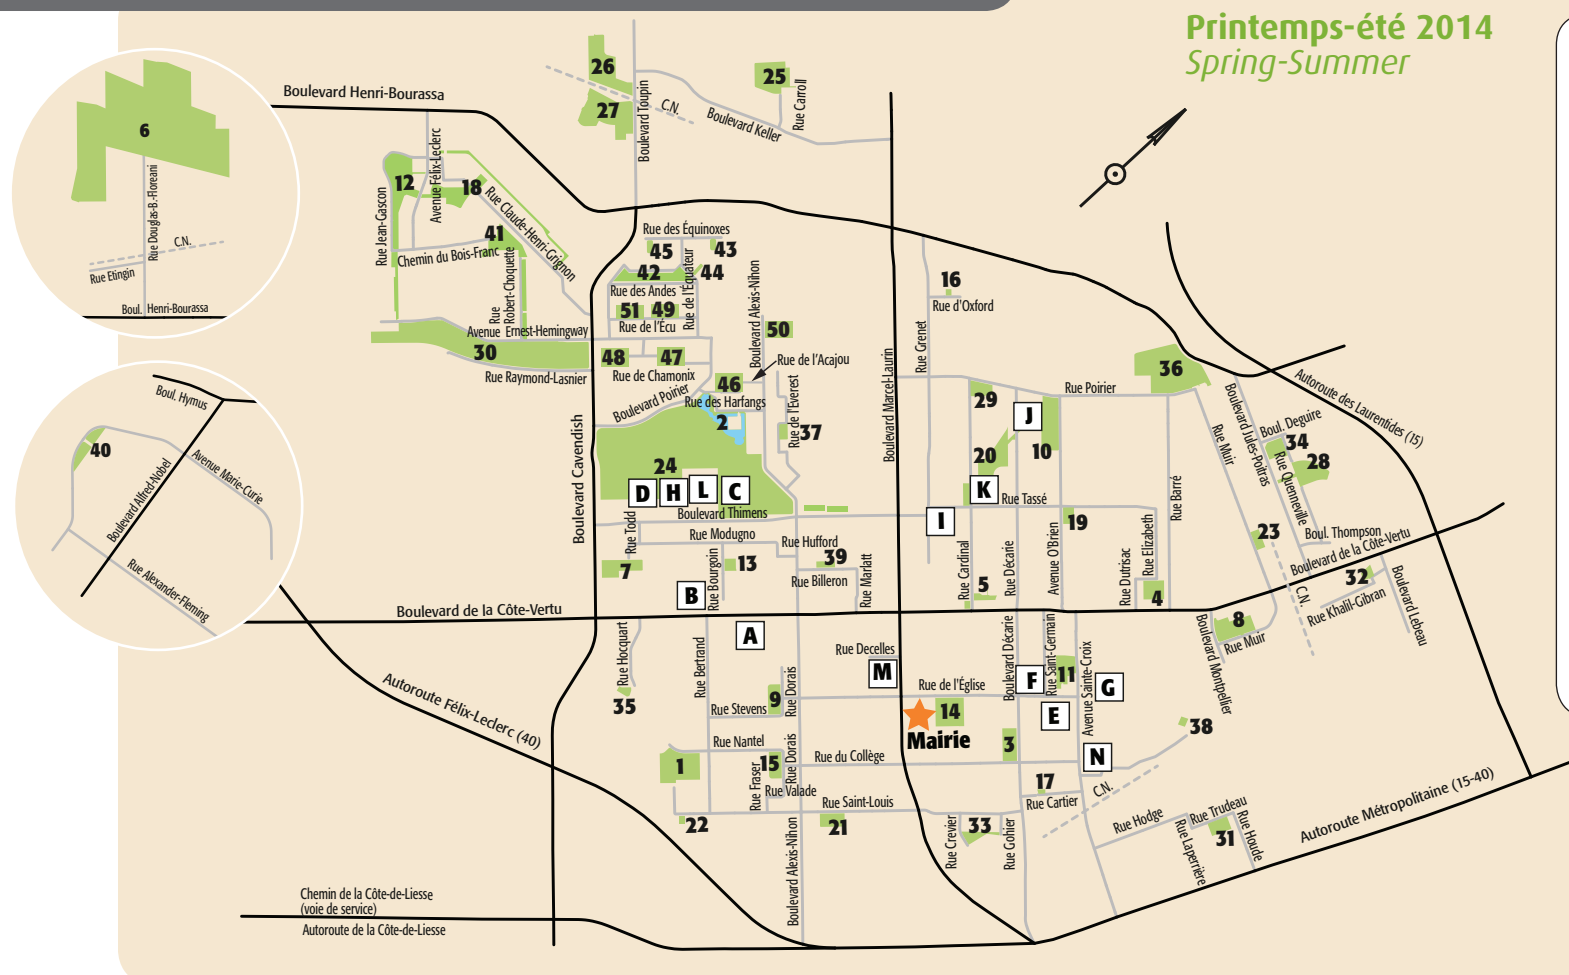 Printemps-été 2014
Spring-Summer
6
Rue Douglas-B.-Floreani
C.N.
Rue Etingin
Boul. Henri-Bourassa
Boulevard Henri-Bourassa
26
27
Boulevard Toupin
C.N.
Boulevard Keller
25
Rue Carroll
12
Avenue Félix-Leclerc
18
Rue Jean-Gascon
Rue Claude-Henri-Grignon
41
Chemin du Bois-Franc
Rue
Robert-Choquette
Avenue Ernest-Hemingway
30
Rue Raymond-Lasnier
Rue des Équinoxes
45
43
42
44
Rue des Andes
Rue de l'Équateur
51
49
Rue de l'Écu
Boulevard Alexis-Nihon
50
48
47
Rue de Chamonix
Rue de l'Acajou
46
Boulevard Poirier
Rue des Harfangs
2
Rue de l'Everest
37
24
D
H
L
C
Boulevard Thimens
Boulevard Cavendish
Boulevard Marcel-Laurin
16
Rue d'Oxford
Rue Grenet
29
J
10
20
K
Rue Tassé
I
19
Rue Poirier
36
Rue Muir
Boulevard Jules-Poitras
Boul. Deguire
34
28
Rue Quenneville
Autoroute des Laurentides (15)
Rue Barré
23
Boul. Thompson
Boulevard de la Côte-Vertu
32
Rue Khalil-Gibran
Boulevard Lebeau
C.N.
Boul. Hymus
40
Boulevard Alfred-Nobel
Avenue Marie-Curie
Rue Alexander-Fleming
Rue Todd
Rue Modugno
7
Rue Bourgoin
13
Rue Hufford
39
Rue Billeron
Rue Marlatt
B
Rue Cardinal
5
Rue Décarie
Avenue O'Brien
Rue Dutrisac
Rue Elizabeth
4
Boulevard de la Côte-Vertu
A
Rue Hocquart
35
Rue Bertrand
Rue Stevens
9
Rue Dorais
Rue Decelles
M
Rue de l'Église
14
Mairie
Boulevard Décarie
F
Rue Saint-Germain
11
Avenue Sainte-Croix
G
E
3
N
8
Rue Muir
Boulevard Montpellier
38
Autoroute Félix-Leclerc (40)
Rue Nantel
1
15
Rue Dorais
Rue Fraser
Rue Valade
Rue du Collège
22
Rue Saint-Louis
21
17
Rue Cartier
C.N.
Rue Crevier
33
Rue Gohier
Rue Hodge
Rue Trudeau
31
Rue Laperrière
Rue Houde
Autoroute Métropolitaine (15-40)
Boulevard Alexis-Nihon
Chemin de la Côte-de-Liesse
(voie de service)
Autoroute de la Côte-de-Liesse